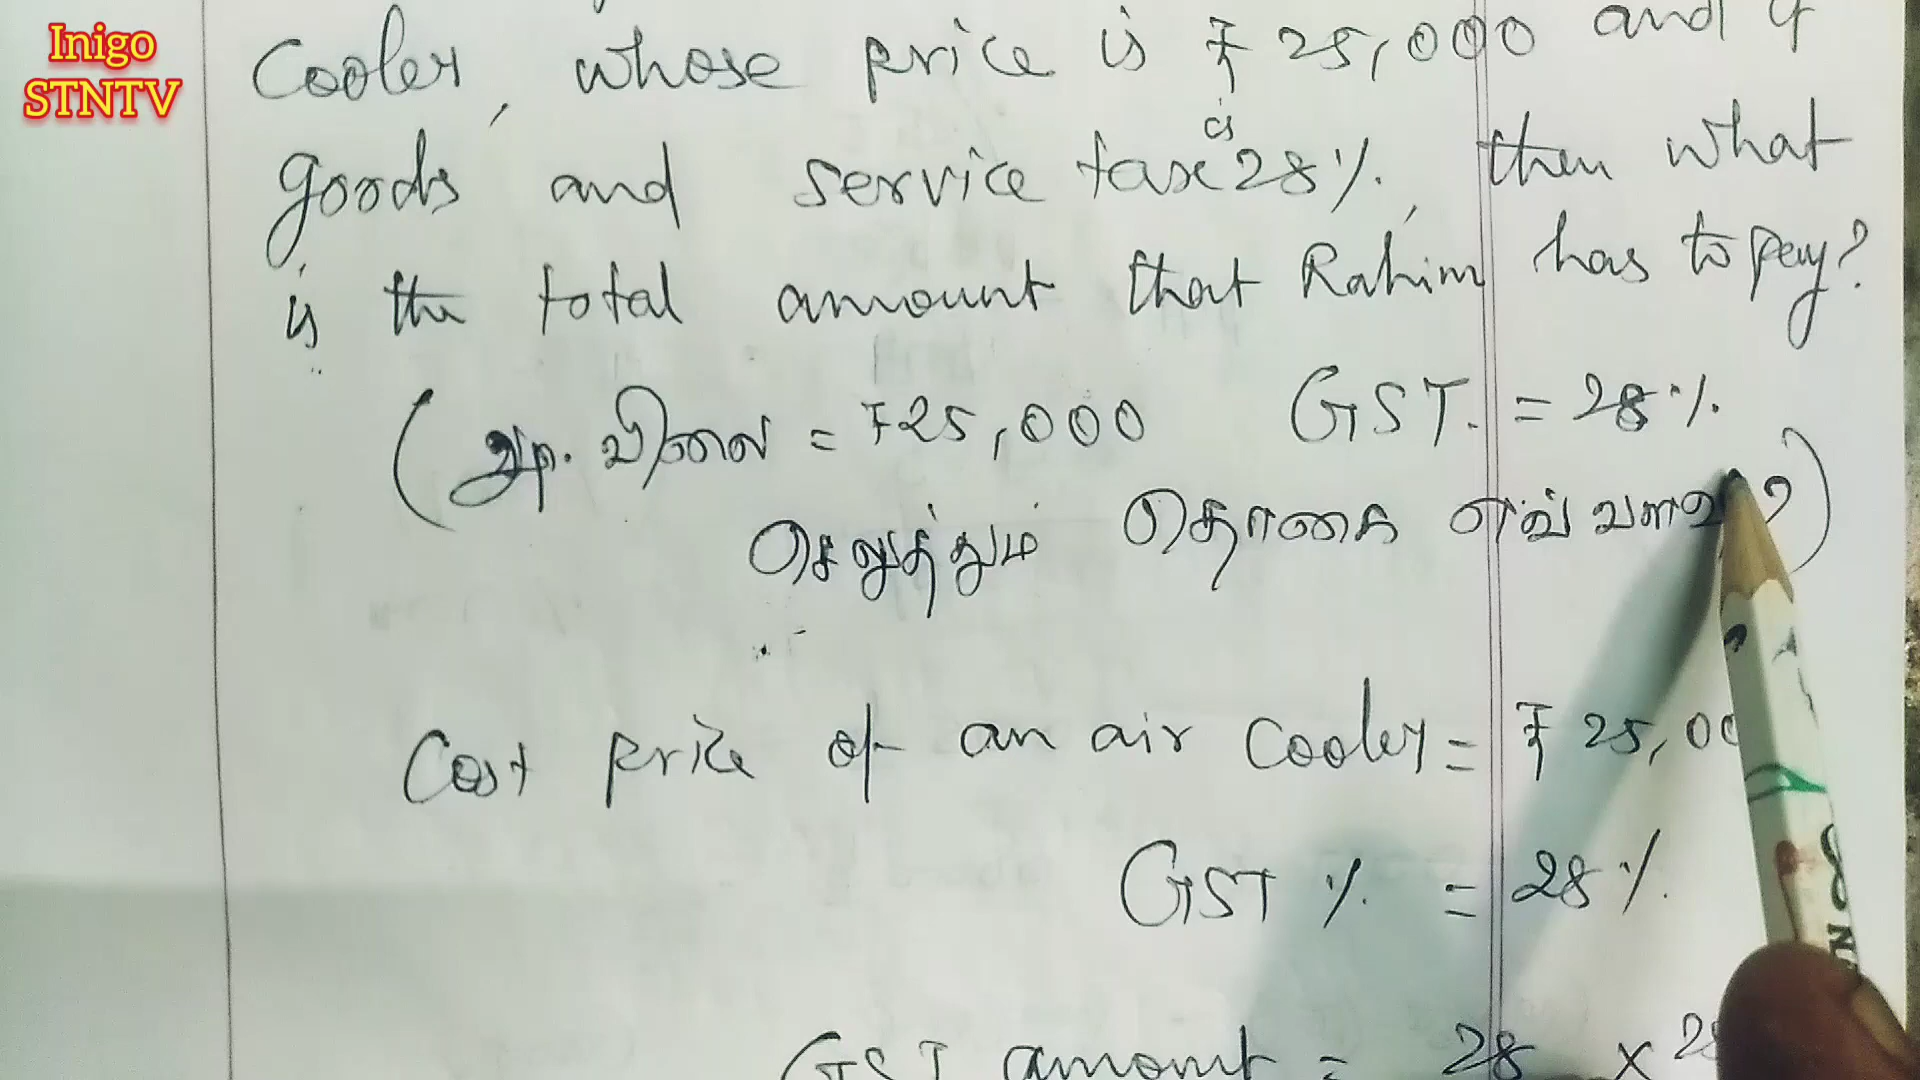 Inigo
STNTV
Cooler, whose price is ₹ 25,000 and if
goods and service tax is 28%, then what
is the total amount that Rahim has to pay?
(அ. விலை = ₹25,000 GST. = 28%
செலுத்தும் தொகை எவ்வளவு?)
Cost price of an air cooler = ₹ 25,00
GST % = 28%
GST amount = 28 x